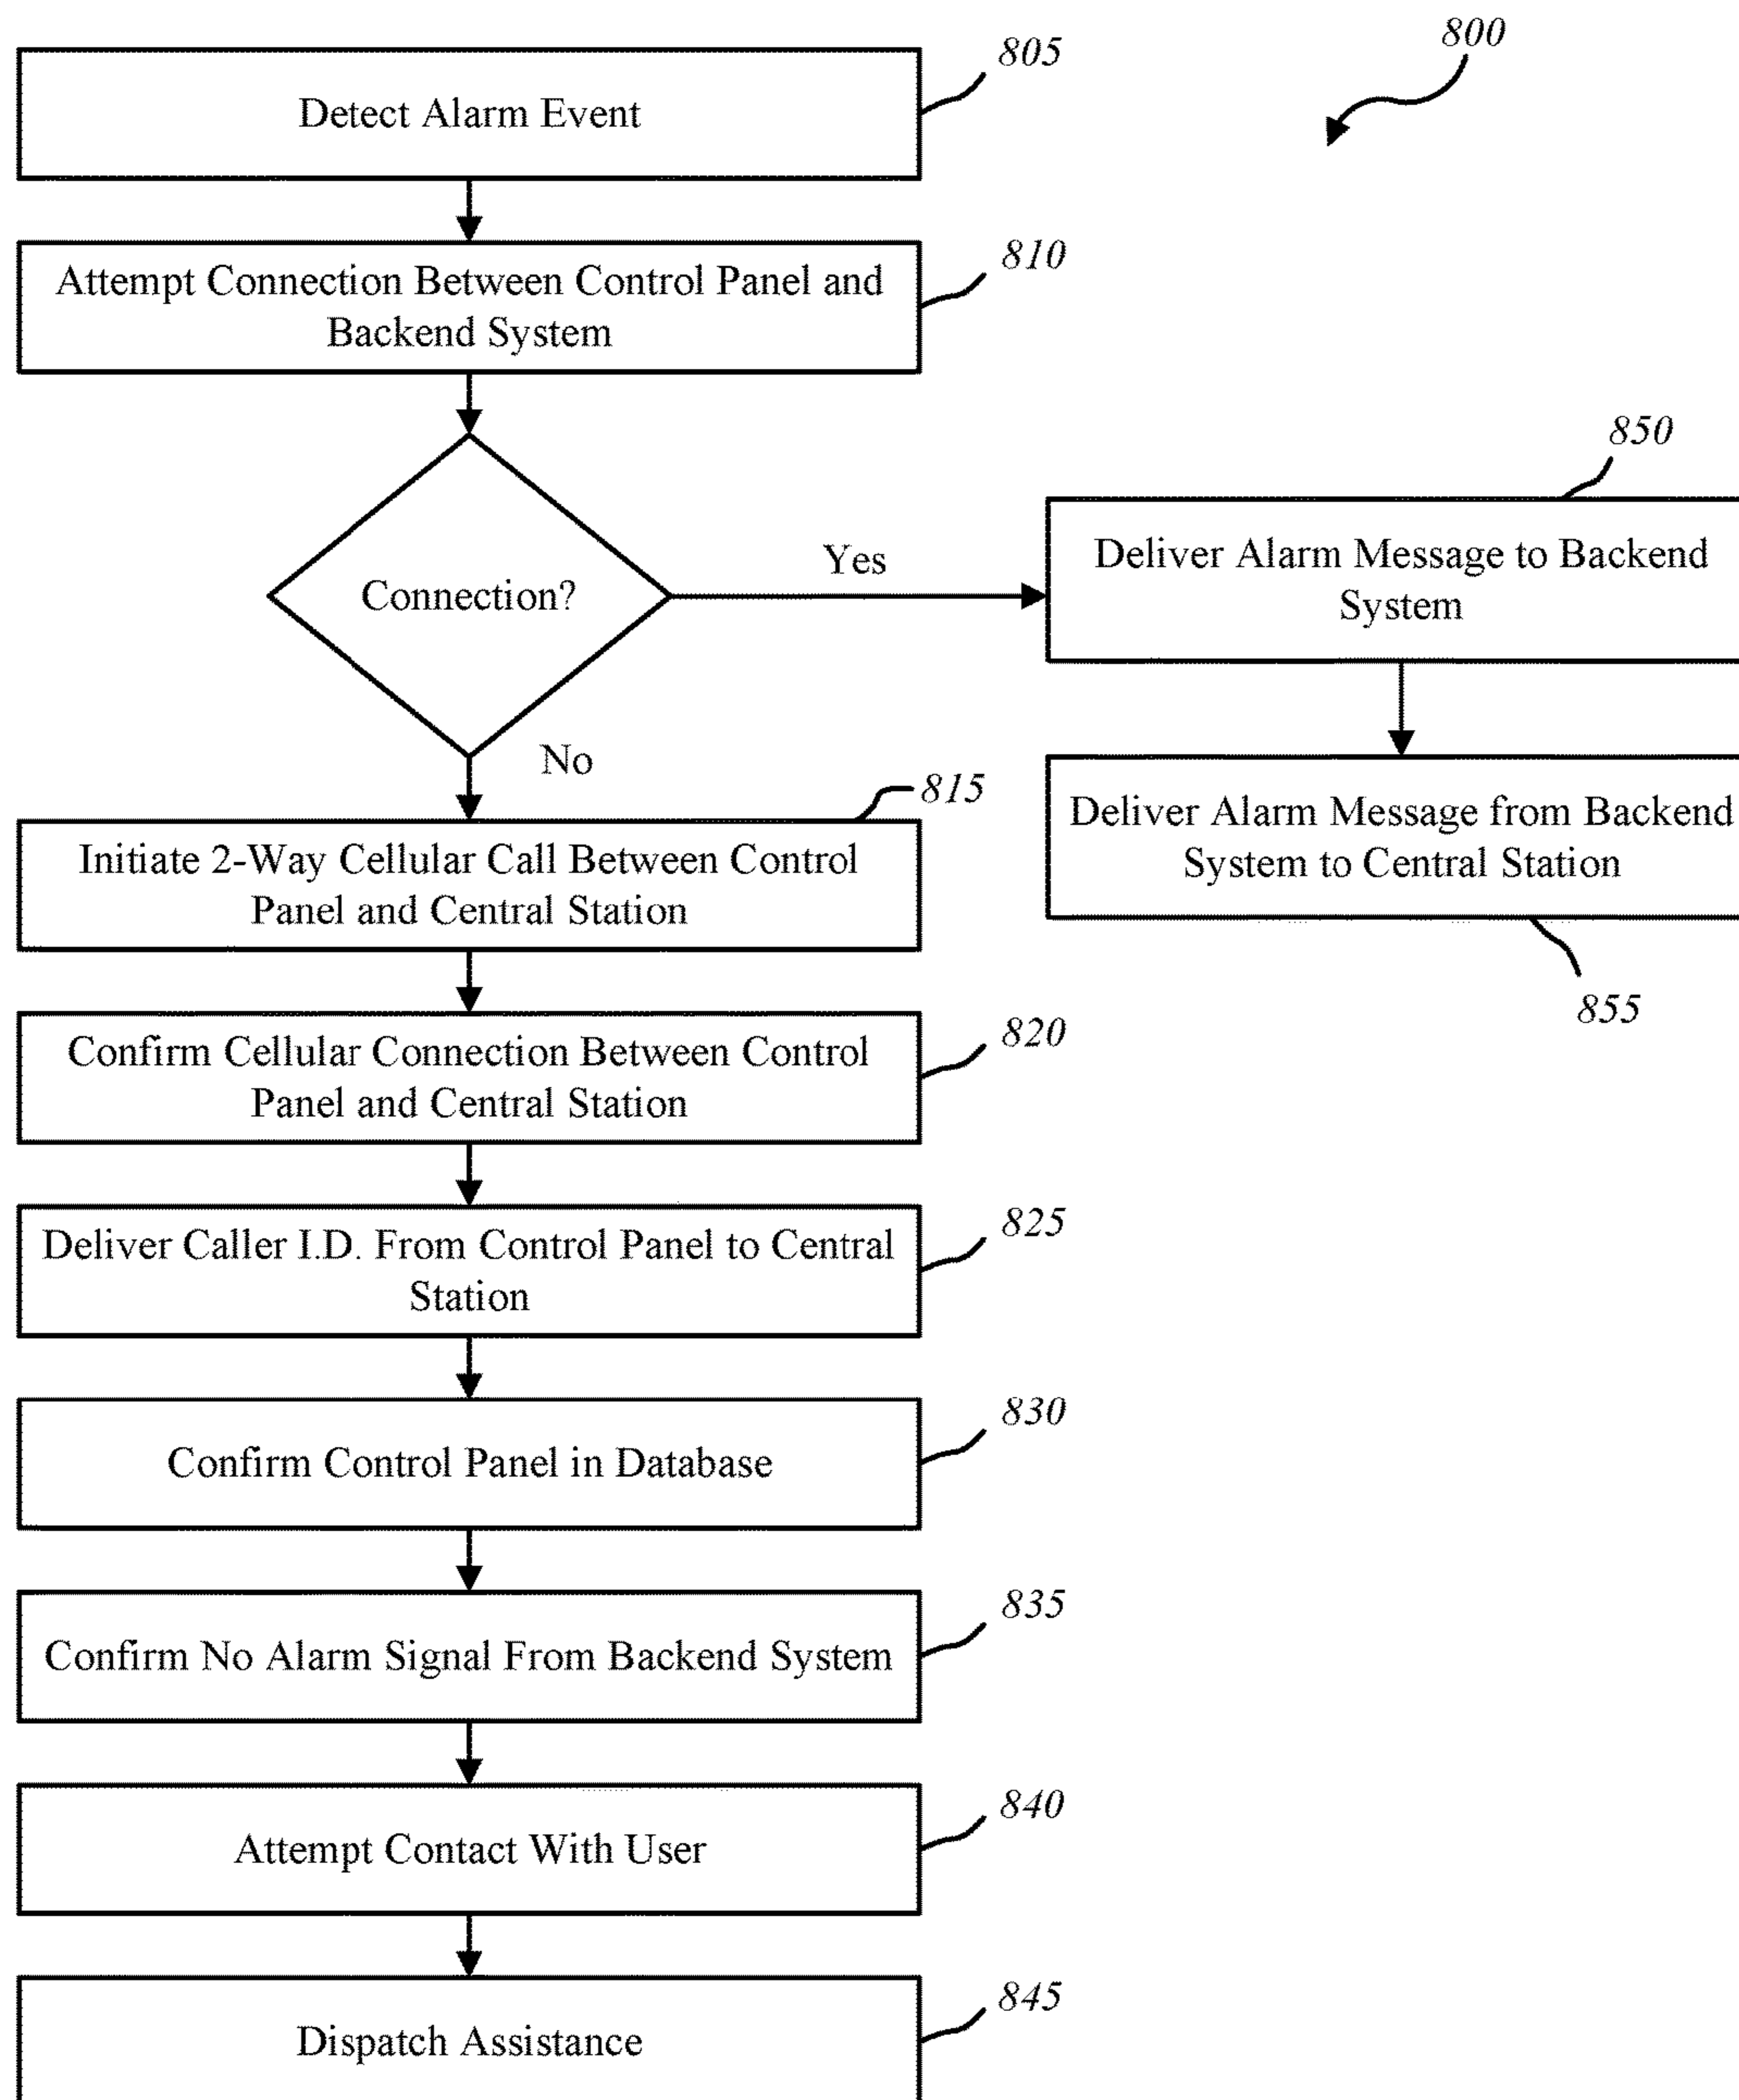 800
805
Detect Alarm Event
810
Attempt Connection Between Control Panel and
Backend System
Connection?
Yes
No
850
Deliver Alarm Message to Backend
System
Deliver Alarm Message from Backend
System to Central Station
855
815
Initiate 2-Way Cellular Call Between Control
Panel and Central Station
820
Confirm Cellular Connection Between Control
Panel and Central Station
825
Deliver Caller I.D. From Control Panel to Central
Station
830
Confirm Control Panel in Database
835
Confirm No Alarm Signal From Backend System
840
Attempt Contact With User
845
Dispatch Assistance